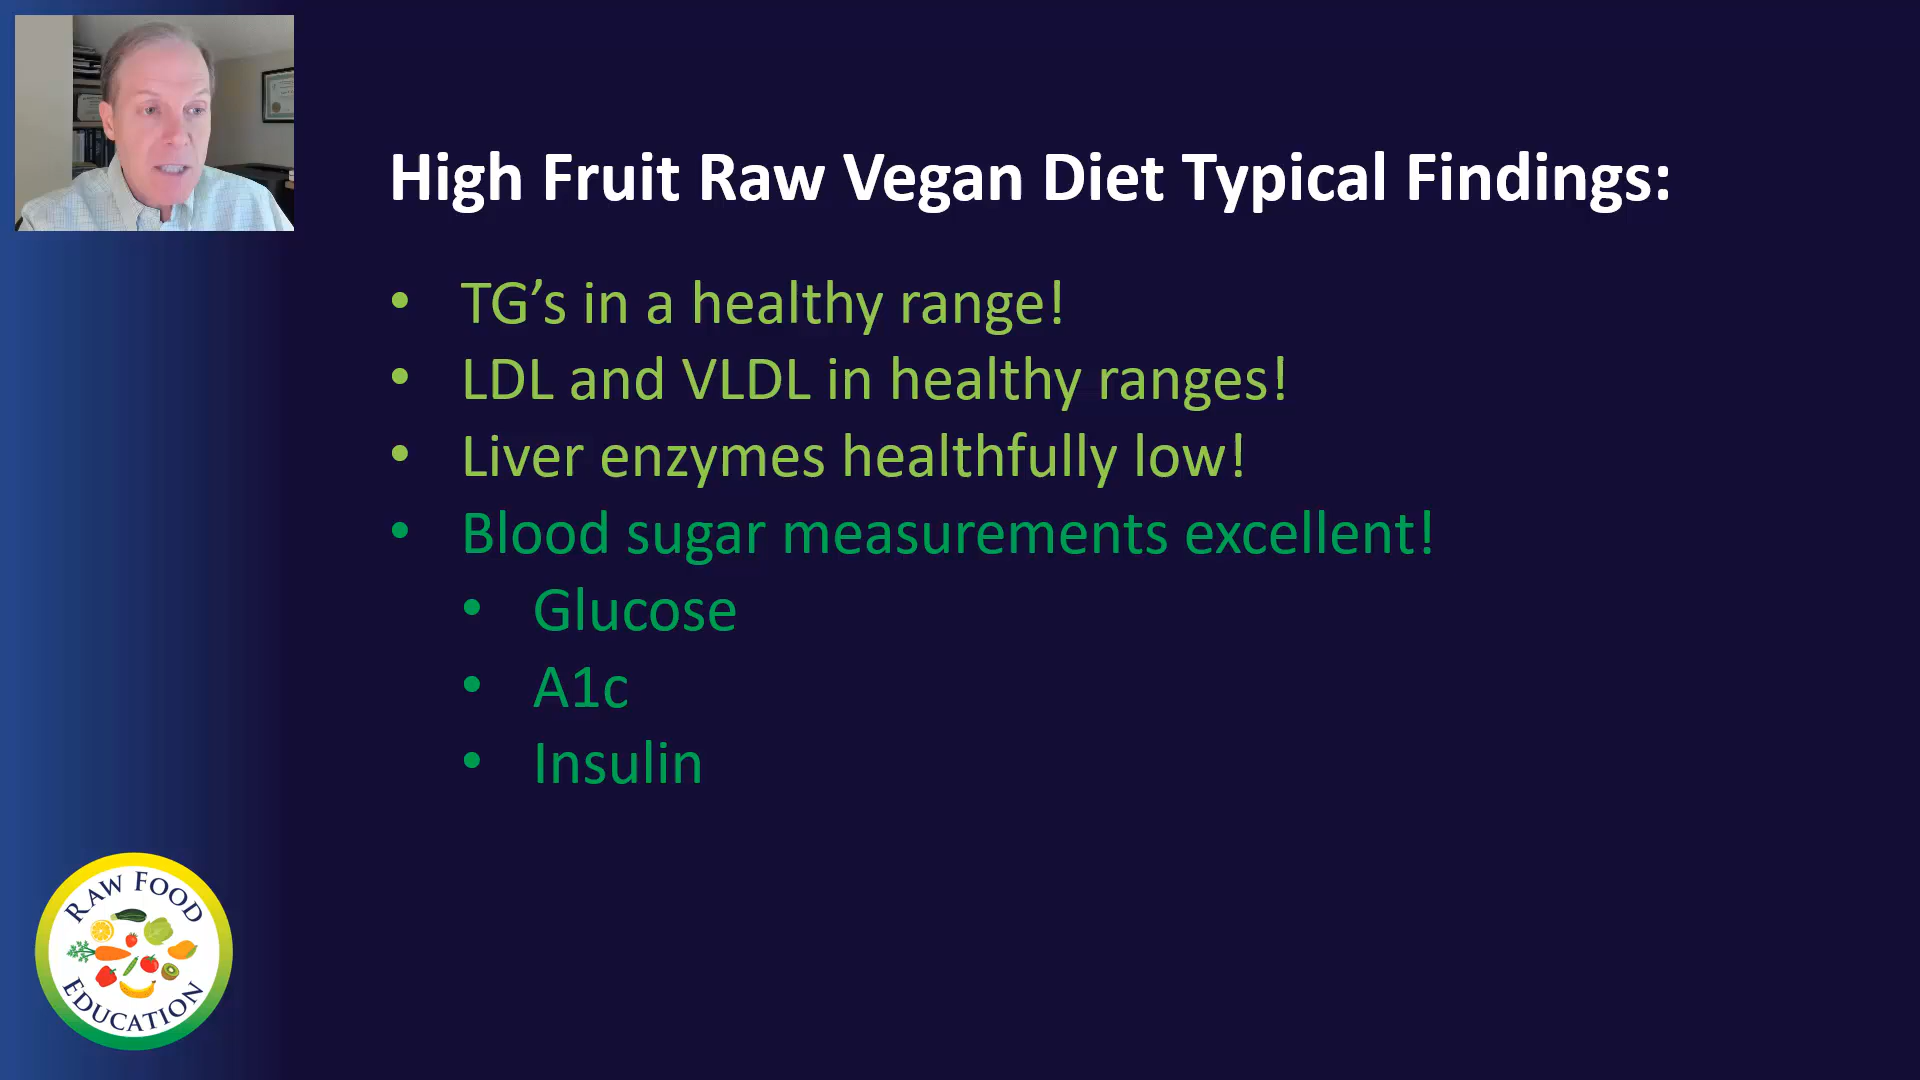 High Fruit Raw Vegan Diet Typical Findings:
• TG’s in a healthy range!
• LDL and VLDL in healthy ranges!
• Liver enzymes healthfully low!
• Blood sugar measurements excellent!
• Glucose
• A1c
• Insulin
RAW FOOD
EDUCATION